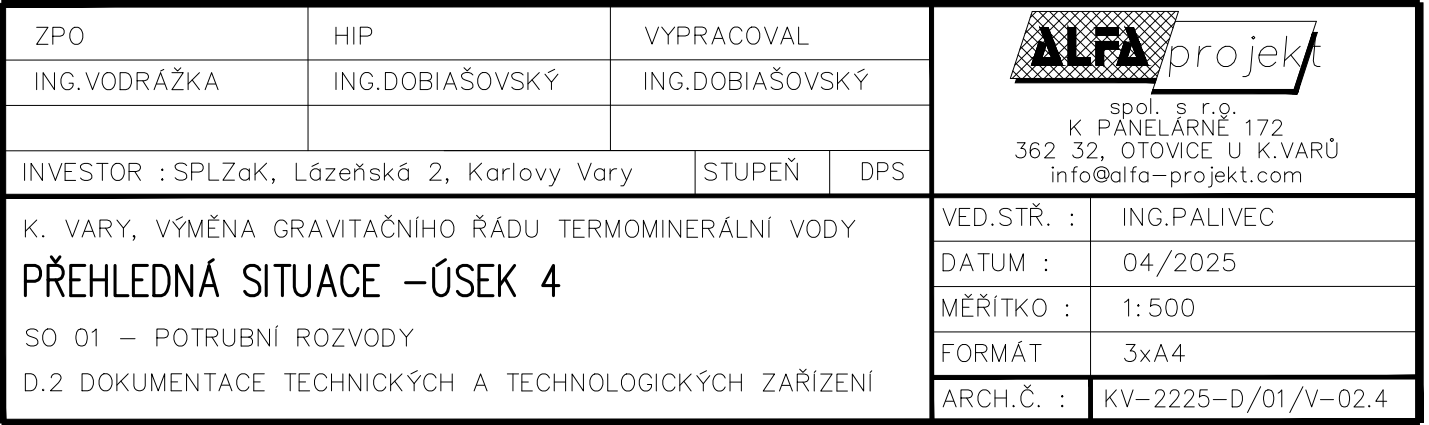 ZPO HIP VYPRACOVAL
ING.VODRÁŽKA ING.DOBIAŠOVSKÝ ING.DOBIAŠOVSKÝ
INVESTOR : SPLZaK, Lázeňská 2, Karlovy Vary STUPEŇ DPS
ALFA projekt
spol. s r.o.
K PANELÁRNĚ 172
362 32, OTOVICE U K.VARŮ
info@alfa-projekt.com
K. VARY, VÝMĚNA GRAVITAČNÍHO ŘÁDU TERMOMINERÁLNÍ VODY
PŘEHLEDNÁ SITUACE –ÚSEK 4
SO 01 – POTRUBNÍ ROZVODY
D.2 DOKUMENTACE TECHNICKÝCH A TECHNOLOGICKÝCH ZAŘÍZENÍ
VED.STŘ. : ING.PALIVEC
DATUM : 04/2025
MĚŘÍTKO : 1:500
FORMÁT 3xA4
ARCH.Č. : KV–2225–D/01/V–02.4